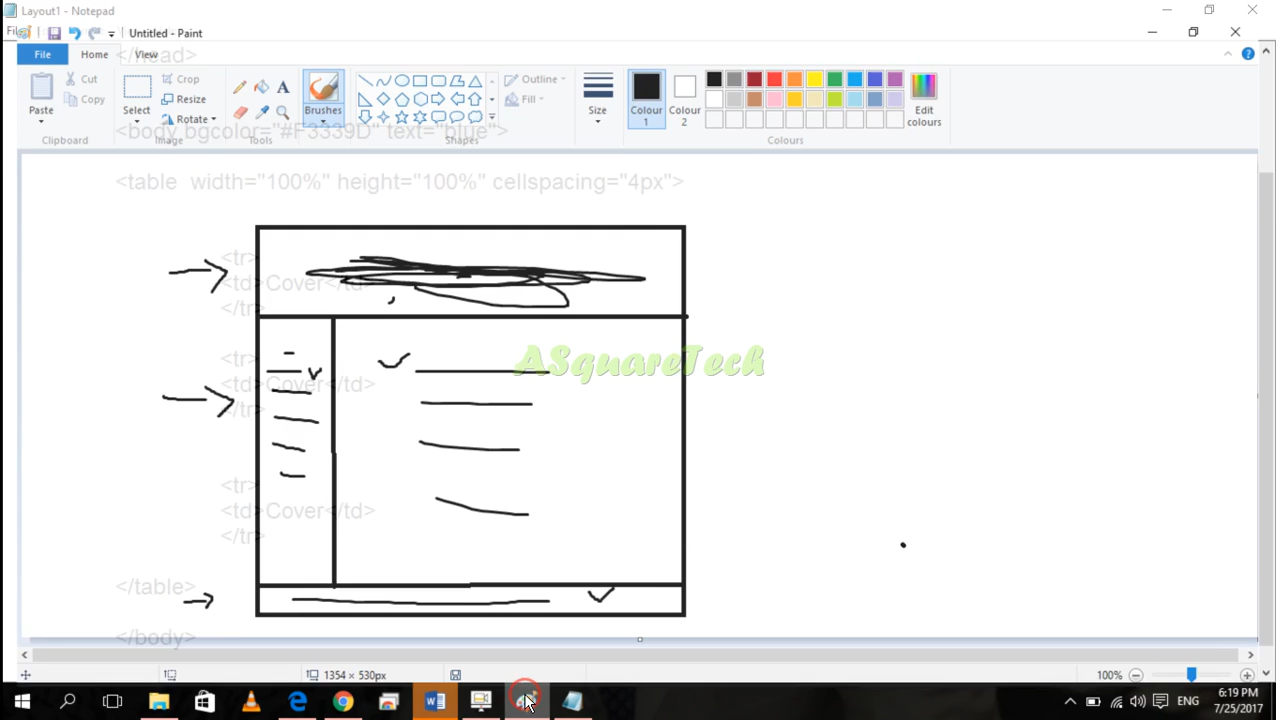 Layout1 - Notepad
File
Untitled - Paint
</head>
File
Home
View
Paste
Cut
Copy
Clipboard
Select
Crop
Resize
Rotate
Image
Tools
Brushes
Shapes
Outline
Fill
Size
Colour 1
Colour 2
Edit colours
Colours
<body bgcolor="#F3339D" text="blue">
<table width="100%" height="100%" cellspacing="4px">
<tr>
<td>Cover</td>
</tr>
<tr>
<td>Cover</td>
</tr>
<tr>
<td>Cover</td>
</tr>
</table>
</body>
ASquareTech
1354 × 530px
100%
ENG
6:19 PM
7/25/2017